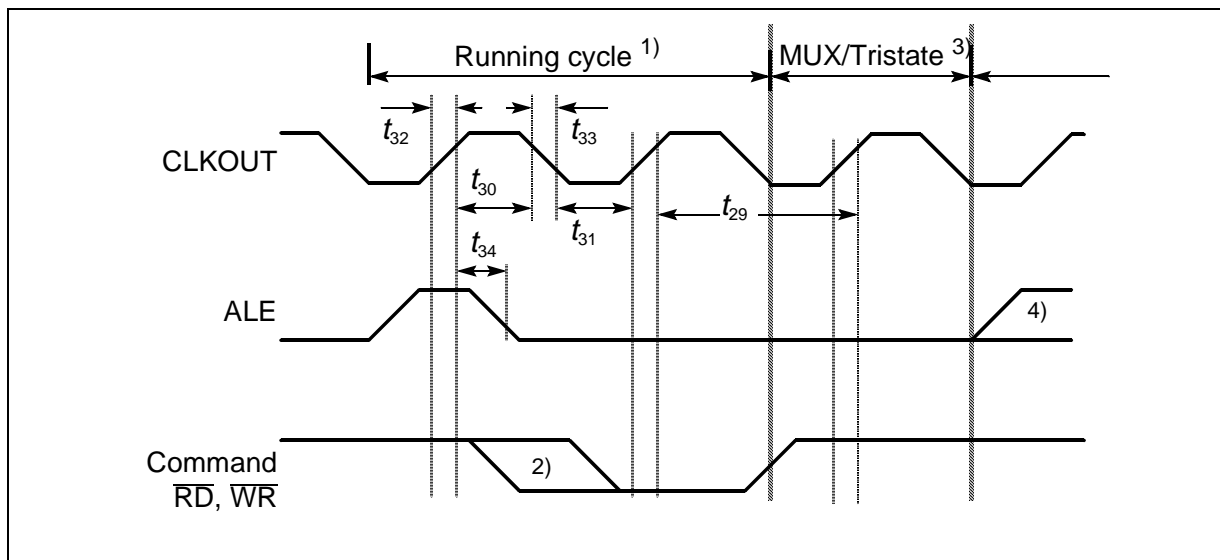 Running cycle 1) MUX/Tristate 3)
t32 t33
CLKOUT
t30
t31 t29
t34
ALE 4)
Command 2)
RD, WR